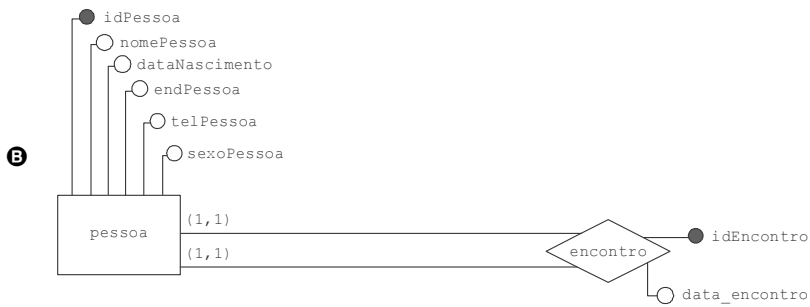 idPessoa
nomePessoa
dataNascimento
endPessoa
telPessoa
sexoPessoa
B
pessoa
(1,1)
(1,1)
encontro
idEncontro
data_encontro